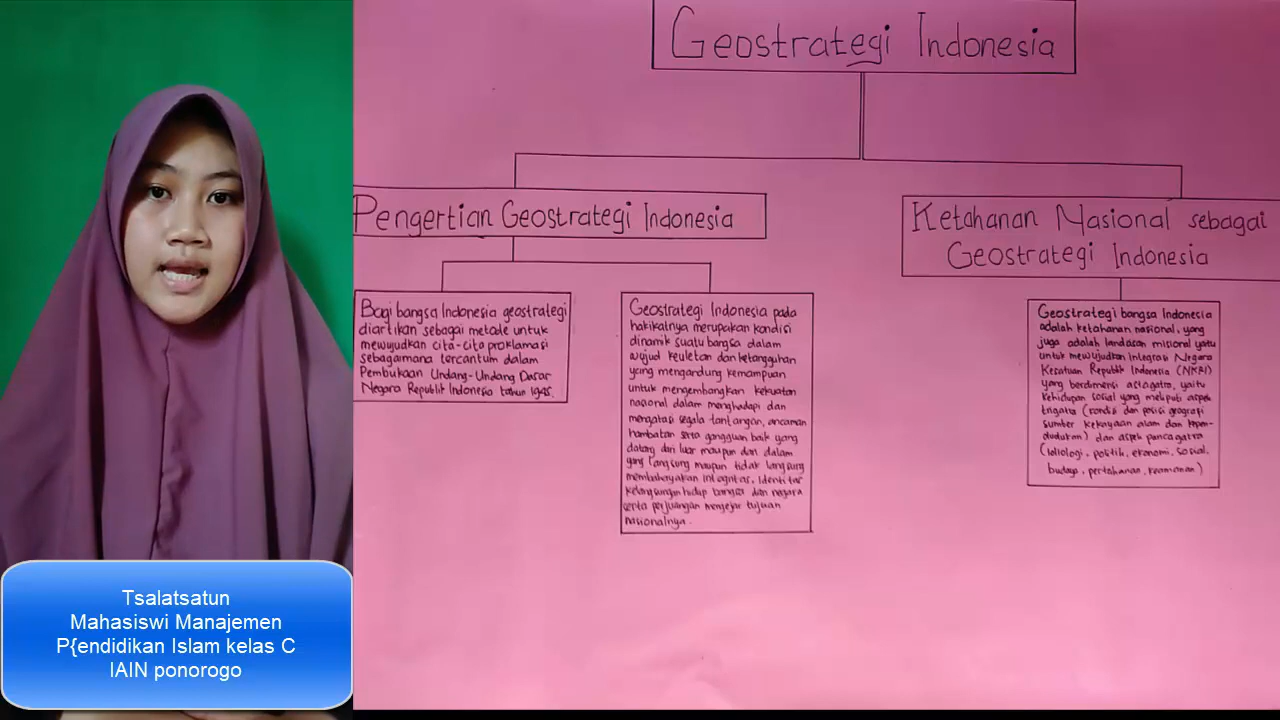 Geostrategi Indonesia
Pengertian Geostrategi Indonesia
Ketahanan Nasional sebagai
Geostrategi Indonesia
Bagi bangsa Indonesia geostrategi
diartikan sebagai metode untuk
mewujudkan cita-cita proklamasi
sebagaimana tercantum dalam
Pembukaan Undang-Undang Dasar
Negara Republik Indonesia tahun 1945.
Geostrategi Indonesia pada
hakikatnya merupakan kondisi
dinamik suatu bangsa dalam
wujud keuletan dan ketangguhan
yang mengandung kemampuan
untuk mengembangkan kekuatan
nasional dalam menghadapi dan
mengatasi segala tantangan, ancaman
hambatan serta gangguan baik yang
datang dari luar maupun dari dalam
yang langsung maupun tidak langsung
membahayakan integritas, identitas
kelangsungan hidup bangsa dan negara
serta perjuangan mengejar tujuan
nasionalnya.
Geostrategi bangsa Indonesia
adalah ketahanan nasional, yang
juga adalah landasan misional yaitu
untuk mewujudkan Integrasi Negara
Kesatuan Republik Indonesia (NKRI)
yang berdimensi astagatra, yaitu
kehidupan sosial yang meliputi aspek
trigatra (kondisi dan posisi geografi
sumber kekayaan alam dan kepen-
dudukan) dan aspek pancagatra
politik, ekonomi, sosial,
budaya, pertahanan, keamanan)
Tsalatsatun
Mahasiswi Manajemen
P{endidikan Islam kelas C
IAIN ponorogo